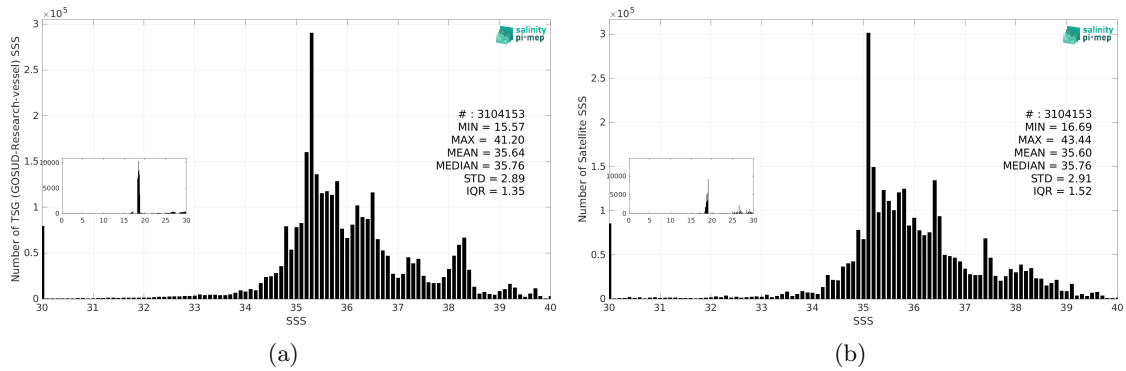 ×10^5
Number of TSG (GOSUD-Research-vessel) SSS
3
2.5
2
1.5
1
0.5
0
salinity
pi-mep
# : 3104153
MIN = 15.57
MAX = 41.20
MEAN = 35.64
MEDIAN = 35.76
STD = 2.89
IQR = 1.35
10000
5000
0
0 5 10 15 20 25 30
30 31 32 33 34 35 36 37 38 39 40
SSS
(a)
×10^5
Number of Satellite SSS
3
2.5
2
1.5
1
0.5
0
salinity
pi-mep
# : 3104153
MIN = 16.69
MAX = 43.44
MEAN = 35.60
MEDIAN = 35.76
STD = 2.91
IQR = 1.52
10000
5000
0
0 5 10 15 20 25 30
30 31 32 33 34 35 36 37 38 39 40
SSS
(b)